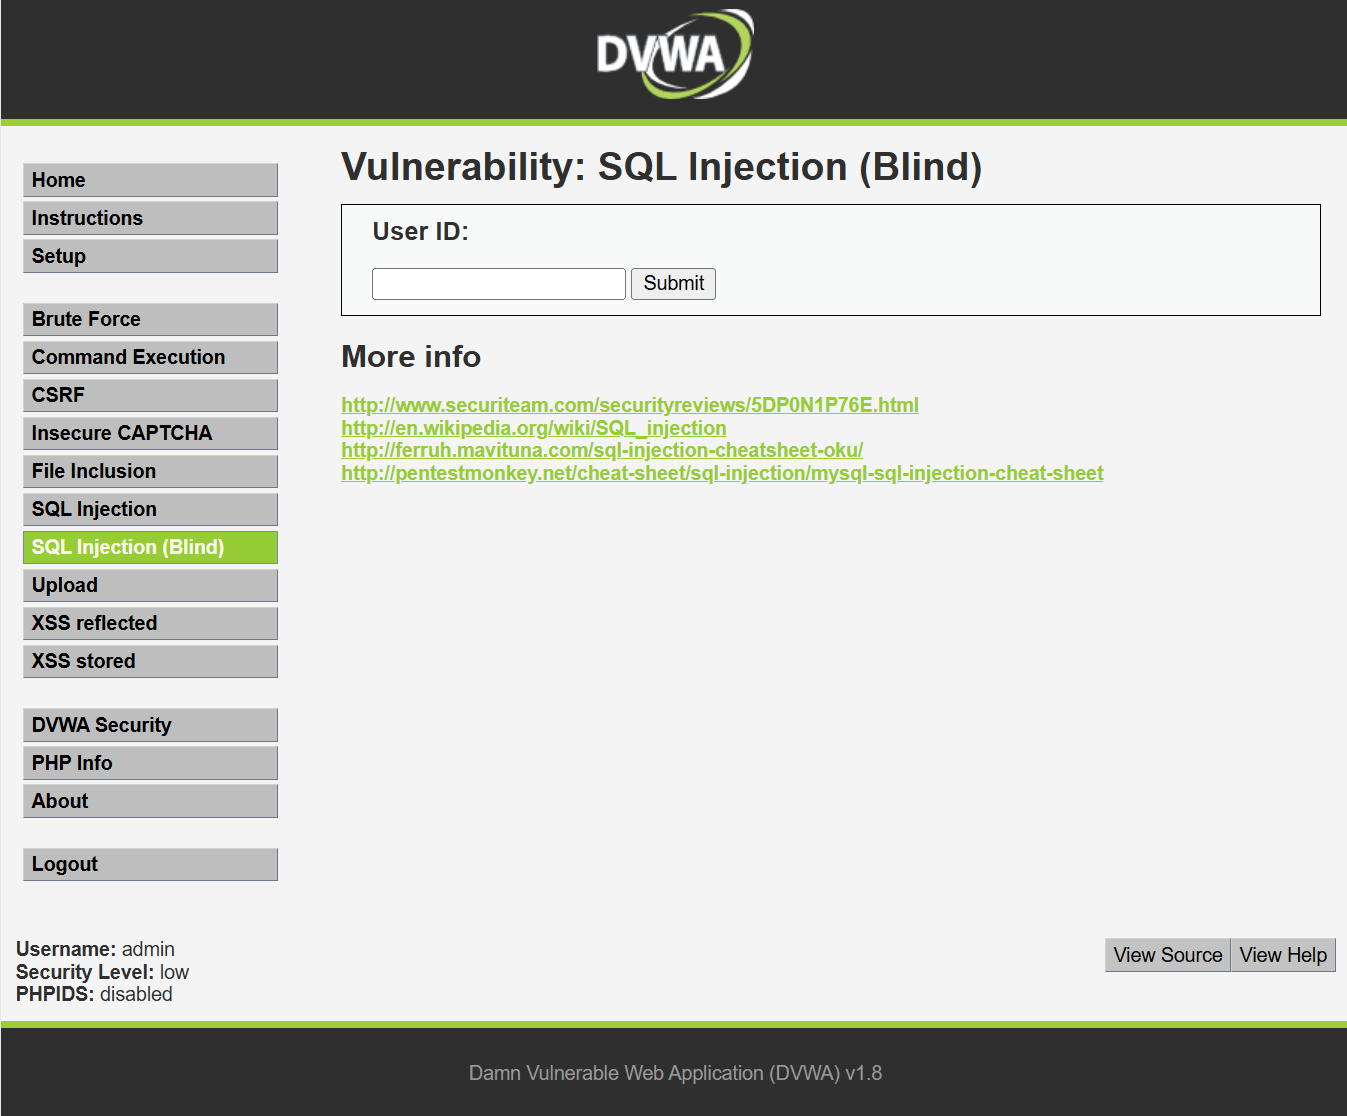 DVWA
Vulnerability: SQL Injection (Blind)
Home
Instructions
Setup
Brute Force
Command Execution
CSRF
Insecure CAPTCHA
File Inclusion
SQL Injection
SQL Injection (Blind)
Upload
XSS reflected
XSS stored
DVWA Security
PHP Info
About
Logout
User ID:
Submit
More info
http://www.securiteam.com/securityreviews/5DP0N1P76E.html
http://en.wikipedia.org/wiki/SQL_injection
http://ferruh.mavituna.com/sql-injection-cheatsheet-oku/
http://pentestmonkey.net/cheat-sheet/sql-injection/mysql-sql-injection-cheat-sheet
Username: admin
Security Level: low
PHPIDS: disabled
View Source View Help
Damn Vulnerable Web Application (DVWA) v1.8